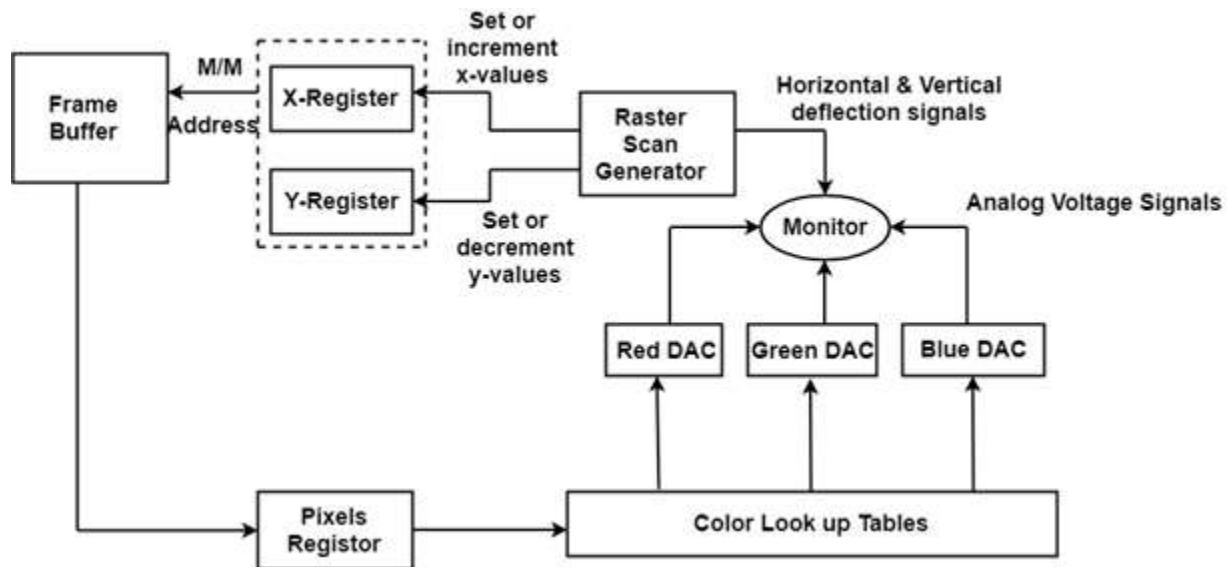 Frame
Buffer
M/M
Address
X-Register
Y-Register
Set or
increment
x-values
Set or
decrement
y-values
Raster
Scan
Generator
Horizontal & Vertical
deflection signals
Monitor
Analog Voltage Signals
Red DAC
Green DAC
Blue DAC
Pixels
Registor
Color Look up Tables